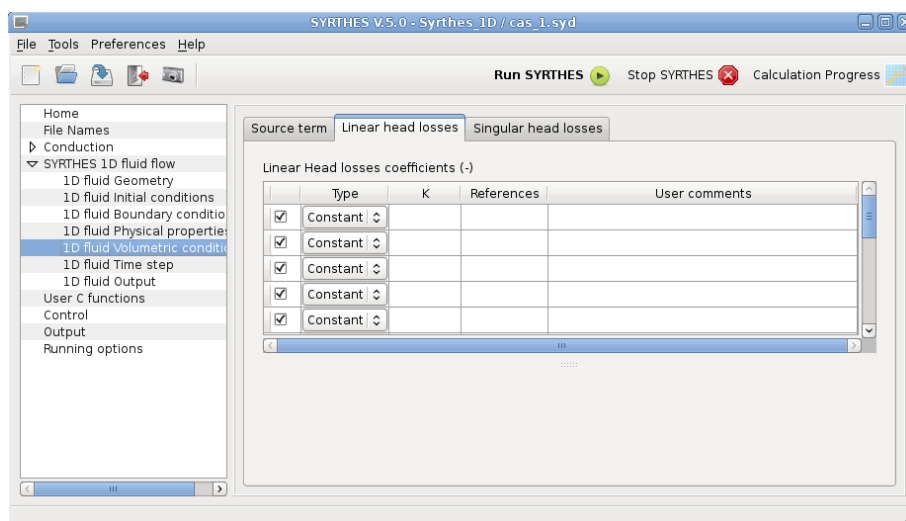 SYRTHES V.5.0 - Syrthes_1D / cas_1.syd
File Tools Preferences Help
Run SYRTHES Stop SYRTHES Calculation Progress
Home
File Names
Conduction
SYRTHES 1D fluid flow
1D fluid Geometry
1D fluid Initial conditions
1D fluid Boundary conditio
1D fluid Physical properties
1D fluid Volumetric conditio
1D fluid Time step
1D fluid Output
User C functions
Control
Output
Running options
Source term Linear head losses Singular head losses
Linear Head losses coefficients (-)
Type K References User comments
Constant
Constant
Constant
Constant
Constant